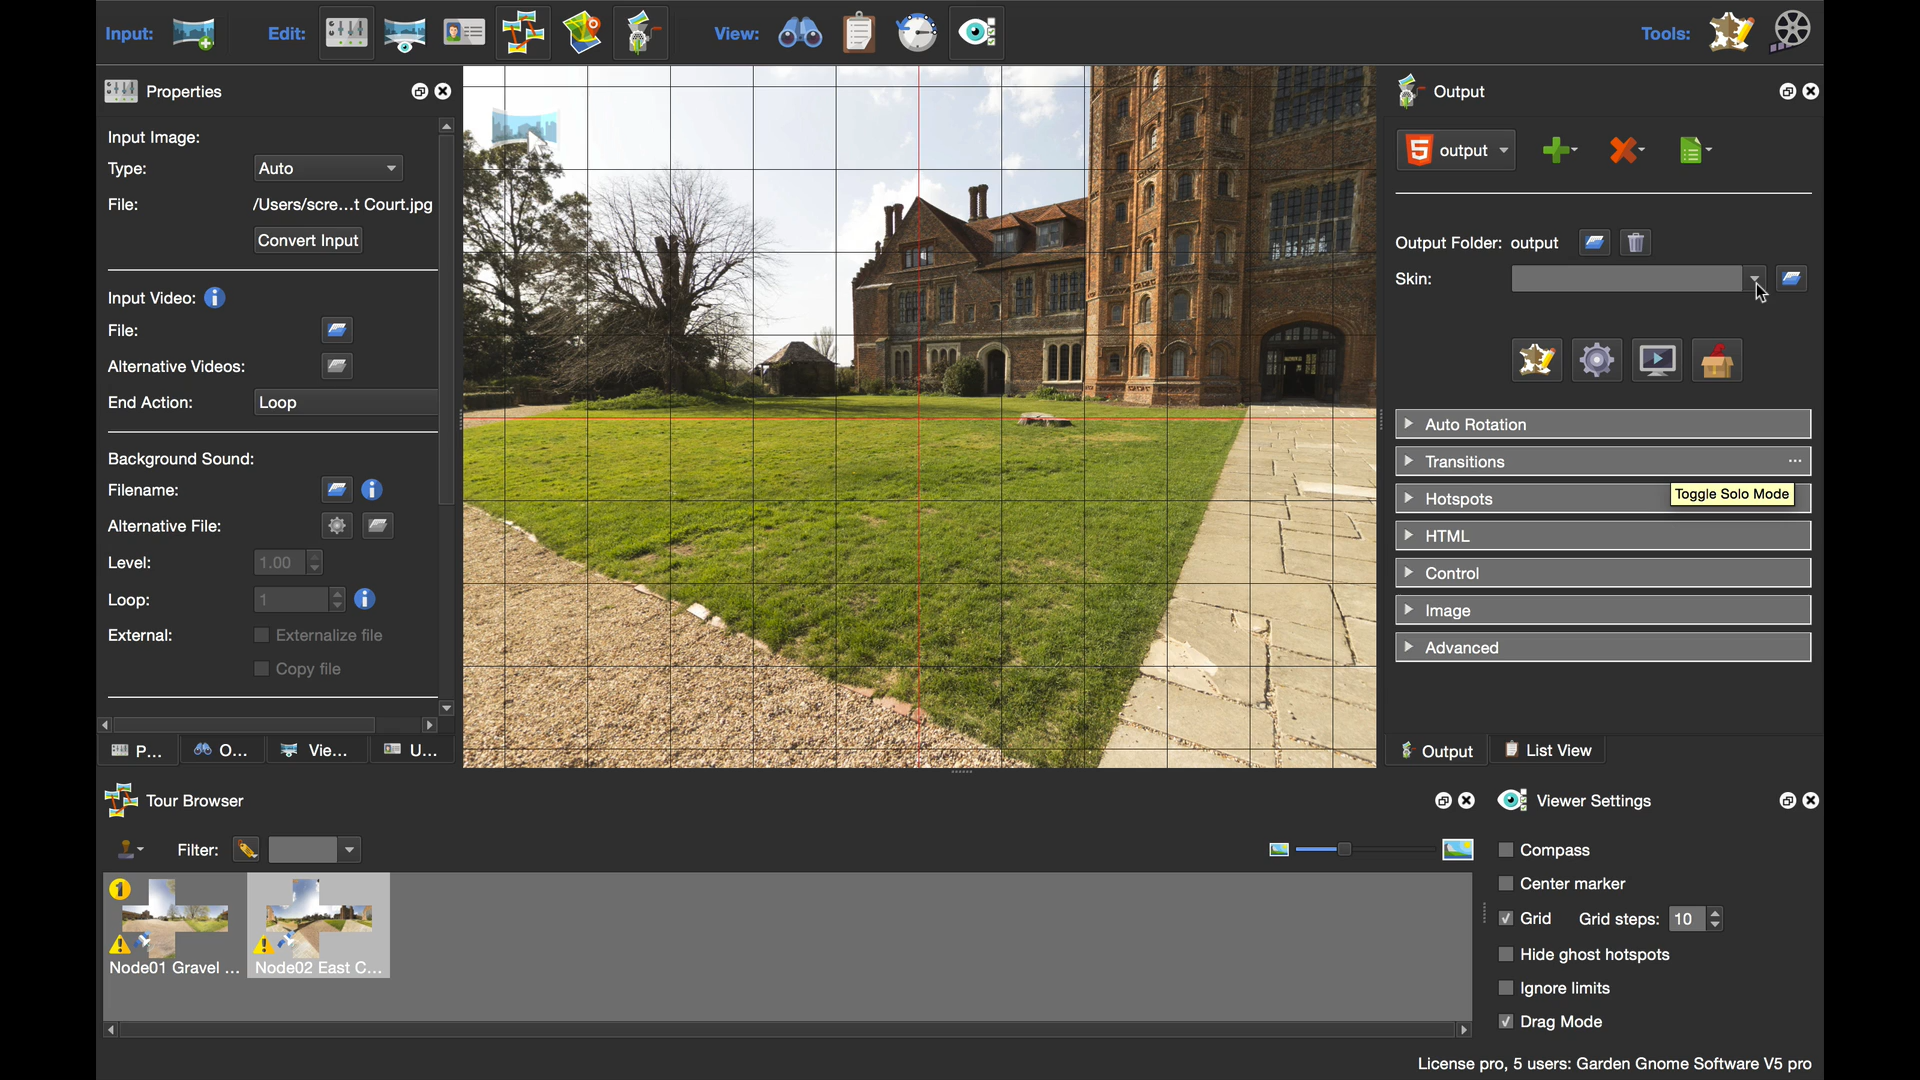 Input:
Edit:
View:
Tools:
Properties
Input Image:
Type: Auto
File: /Users/scre...t Court.jpg
Convert Input
Input Video:
File:
Alternative Videos:
End Action: Loop
Background Sound:
Filename:
Alternative File:
Level: 1.00
Loop: 1
External: Externalize file
Copy file
P...
O...
Vie...
U...
Output
output
Output Folder: output
Skin:
Auto Rotation
Transitions
Toggle Solo Mode
Hotspots
HTML
Control
Image
Advanced
Output
List View
Tour Browser
Filter:
1
Node01 Gravel ...
Node02 East C...
Viewer Settings
Compass
Center marker
Grid Grid steps: 10
Hide ghost hotspots
Ignore limits
Drag Mode
License pro, 5 users: Garden Gnome Software V5 pro